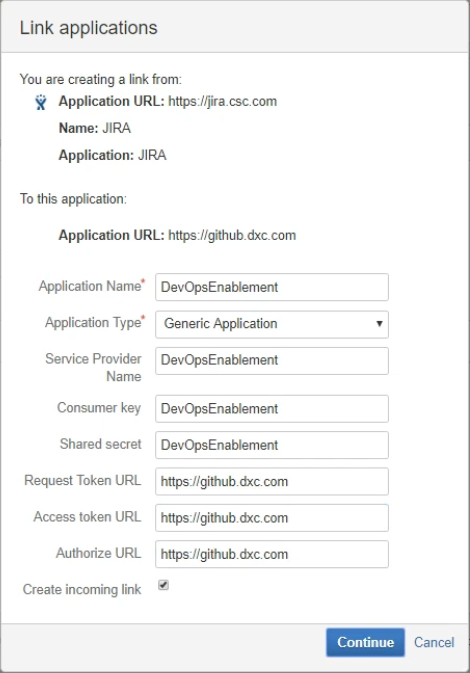 Link applications
You are creating a link from:
Application URL: https://jira.csc.com
Name: JIRA
Application: JIRA
To this application:
Application URL: https://github.dxc.com
Application Name* DevOpsEnablement
Application Type* Generic Application
Service Provider DevOpsEnablement
Name
Consumer key DevOpsEnablement
Shared secret DevOpsEnablement
Request Token URL https://github.dxc.com
Access token URL https://github.dxc.com
Authorize URL https://github.dxc.com
Create incoming link
Continue Cancel